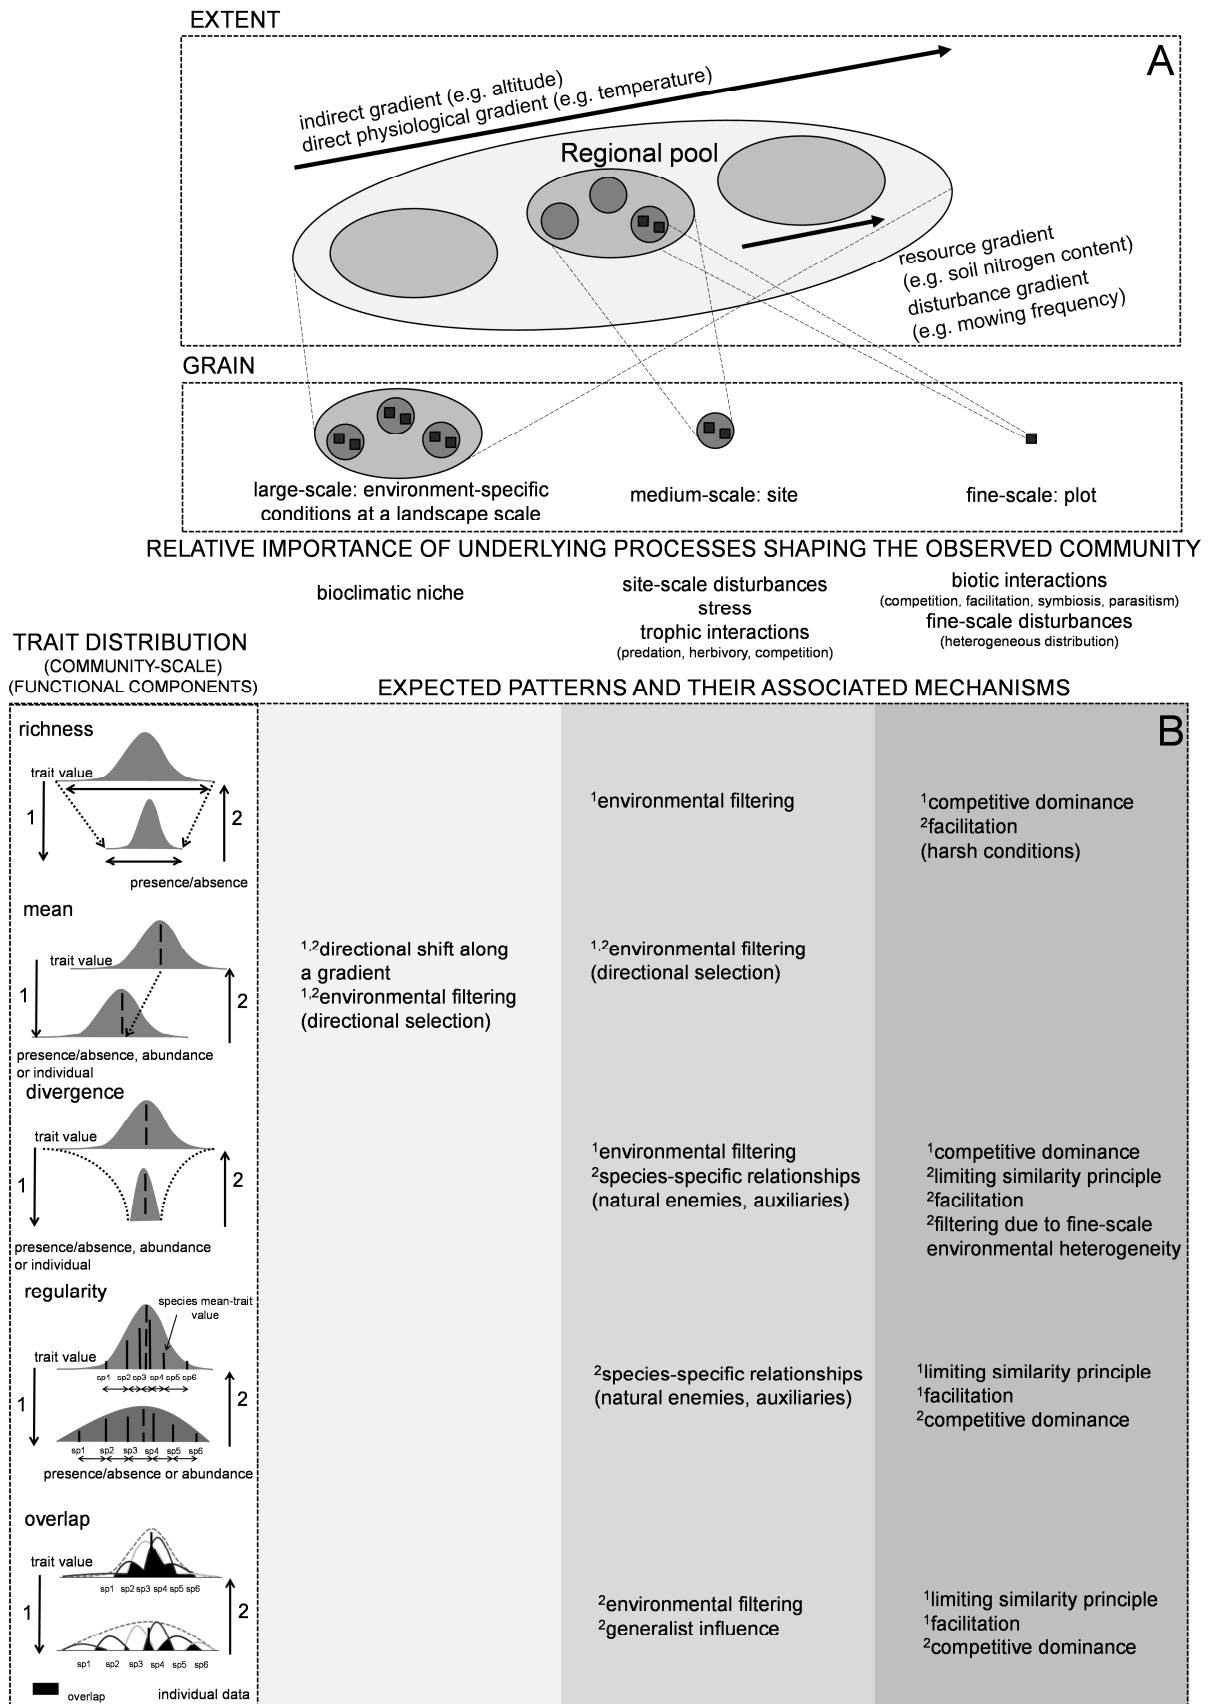 EXTENT
A
indirect gradient (e.g. altitude)
direct physiological gradient (e.g. temperature)
Regional pool
resource gradient
(e.g. soil nitrogen content)
disturbance gradient
(e.g. mowing frequency)
GRAIN
large-scale: environment-specific
conditions at a landscape scale
medium-scale: site
fine-scale: plot
RELATIVE IMPORTANCE OF UNDERLYING PROCESSES SHAPING THE OBSERVED COMMUNITY
bioclimatic niche
site-scale disturbances
stress
trophic interactions
(predation, herbivory, competition)
biotic interactions
(competition, facilitation, symbiosis, parasitism)
fine-scale disturbances
(heterogeneous distribution)
TRAIT DISTRIBUTION
(COMMUNITY-SCALE)
(FUNCTIONAL COMPONENTS)
EXPECTED PATTERNS AND THEIR ASSOCIATED MECHANISMS
B
richness
trait value
1
2
presence/absence
1environmental filtering
1competitive dominance
2facilitation
(harsh conditions)
mean
trait value
1
2
presence/absence, abundance
or individual
1,2directional shift along
a gradient
1,2environmental filtering
(directional selection)
1,2environmental filtering
(directional selection)
divergence
trait value
1
2
presence/absence, abundance
or individual
1environmental filtering
2species-specific relationships
(natural enemies, auxiliaries)
1competitive dominance
2limiting similarity principle
2facilitation
2filtering due to fine-scale
environmental heterogeneity
regularity
species mean-trait
value
trait value
sp1 sp2 sp3 sp4 sp5 sp6
1
2
sp1 sp2 sp3 sp4 sp5 sp6
presence/absence or abundance
2species-specific relationships
(natural enemies, auxiliaries)
1limiting similarity principle
1facilitation
2competitive dominance
overlap
trait value
sp1 sp2 sp3 sp4 sp5 sp6
1
2
sp1 sp2 sp3 sp4 sp5 sp6
overlap
individual data
2environmental filtering
2generalist influence
1limiting similarity principle
1facilitation
2competitive dominance